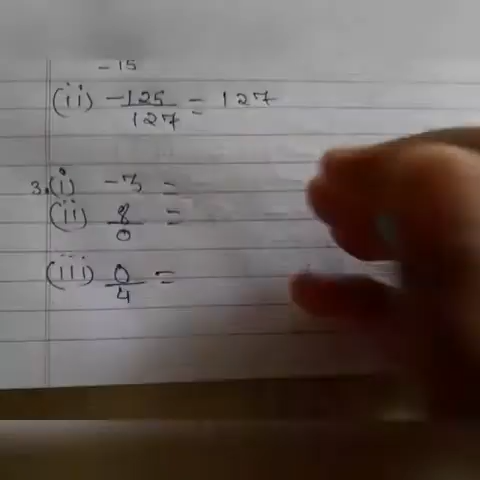 -15
(ii) -125/127 = 127
3. (i) -3 =
(ii) 8/0 =
(iii) 0/4 =